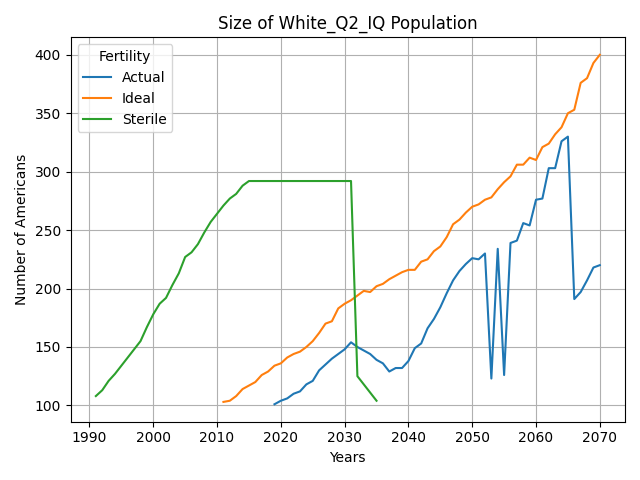 Size of White_Q2_IQ Population
Fertility
Actual
Ideal
Sterile
Number of Americans
400
350
300
250
200
150
100
1990 2000 2010 2020 2030 2040 2050 2060 2070
Years